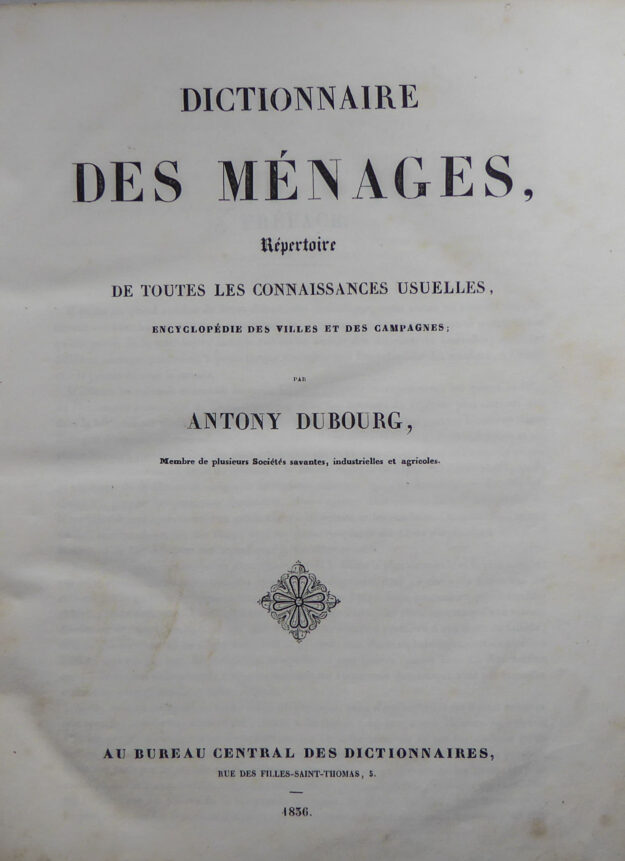 DICTIONNAIRE
DES MÉNAGES,
Répertoire
DE TOUTES LES CONNAISSANCES USUELLES,
ENCYCLOPÉDIE DES VILLES ET DES CAMPAGNES;
PAR
ANTONY DUBOURG,
Membre de plusieurs Sociétés savantes, industrielles et agricoles.
AU BUREAU CENTRAL DES DICTIONNAIRES,
RUE DES FILLES-SAINT-THOMAS, 5.
1836.